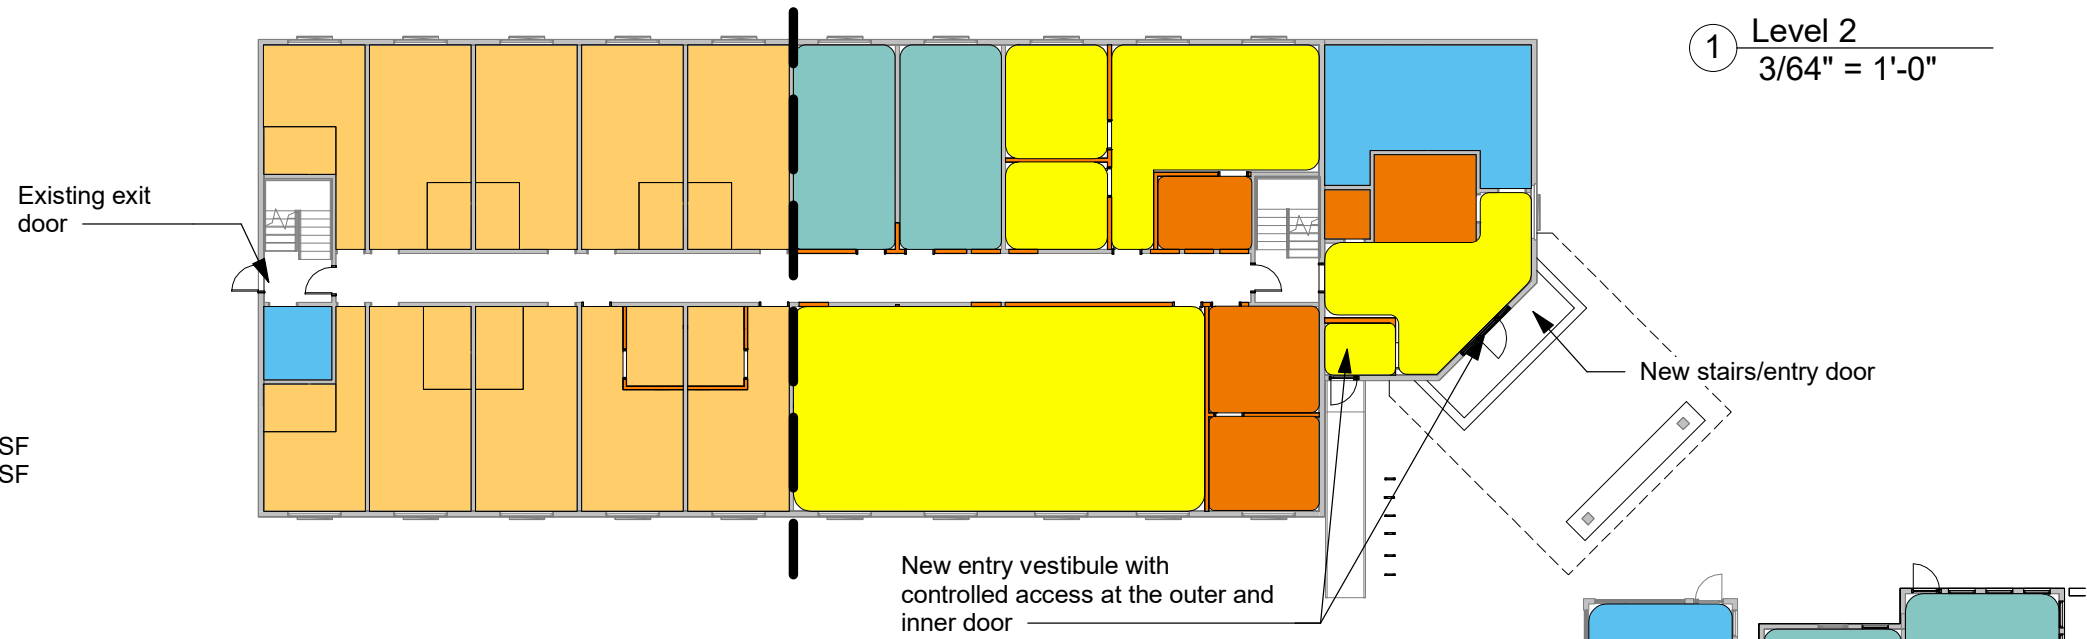 1
Level 2
3/64" = 1'-0"
Existing exit
door
New stairs/entry door
SF
SF
New entry vestibule with
controlled access at the outer and
inner door